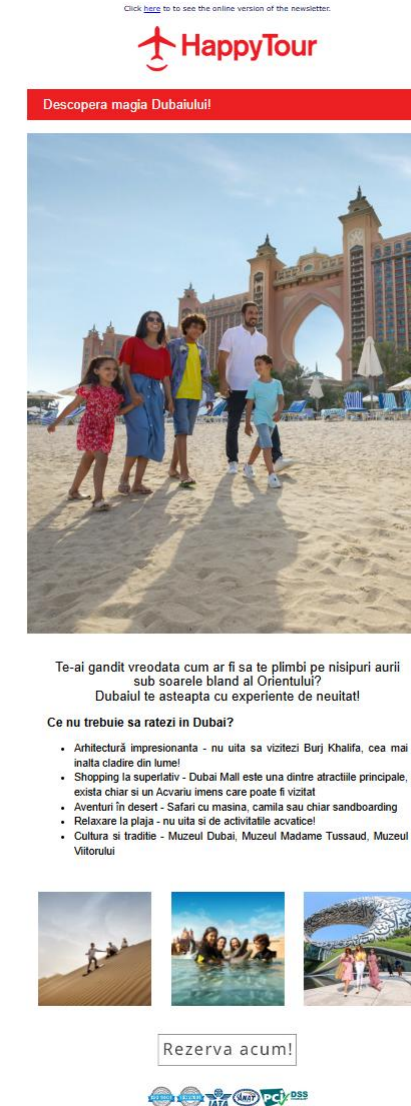 Click here to to see the online version of the newsletter.
HappyTour
Descopera magia Dubaiului!
Te-ai gandit vreodata cum ar fi sa te plimbi pe nisipuri aurii
sub soarele bland al Orientului?
Dubaiul te asteapta cu experiente de neuitat!
Ce nu trebuie sa ratezi in Dubai?
• Arhitectură impresionanta - nu uita sa vizitezi Burj Khalifa, cea mai
inalta cladire din lume!
• Shopping la superlativ - Dubai Mall este una dintre atractiile principale,
exista chiar si un Acvariu imens care poate fi vizitat
• Aventuri în desert - Safari cu masina, camila sau chiar sandboarding
• Relaxare la plaja - nu uita si de activitatile acvatice!
• Cultura si traditie - Muzeul Dubai, Muzeul Madame Tussaud, Muzeul
Viitorului
Rezerva acum!
IATA
ANAT
PCI DSS